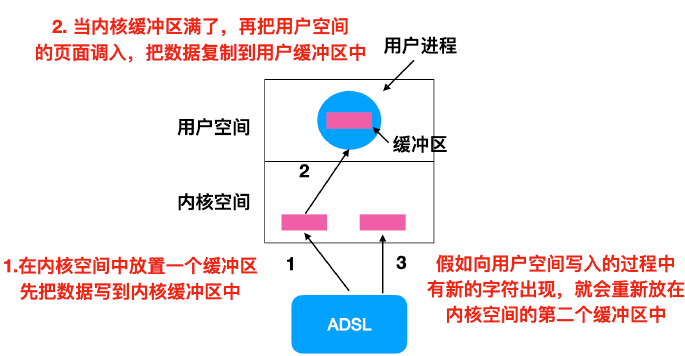 2. 当内核缓冲区满了，再把用户空间
的页面调入，把数据复制到用户缓冲区中
用户进程
用户空间
缓冲区
2
内核空间
1.在内核空间中放置一个缓冲区
先把数据写到内核缓冲区中
1
3
假如向用户空间写入的过程中
有新的字符出现，就会重新放在
内核空间的第二个缓冲区中
ADSL